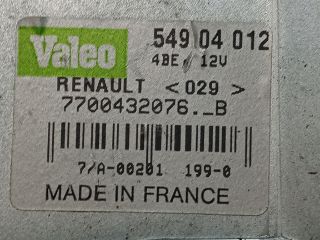 Valeo 549 04 012
4BE / 12V
RENAULT <029>
7700432076._B
7/A-00201 199-0
MADE IN FRANCE